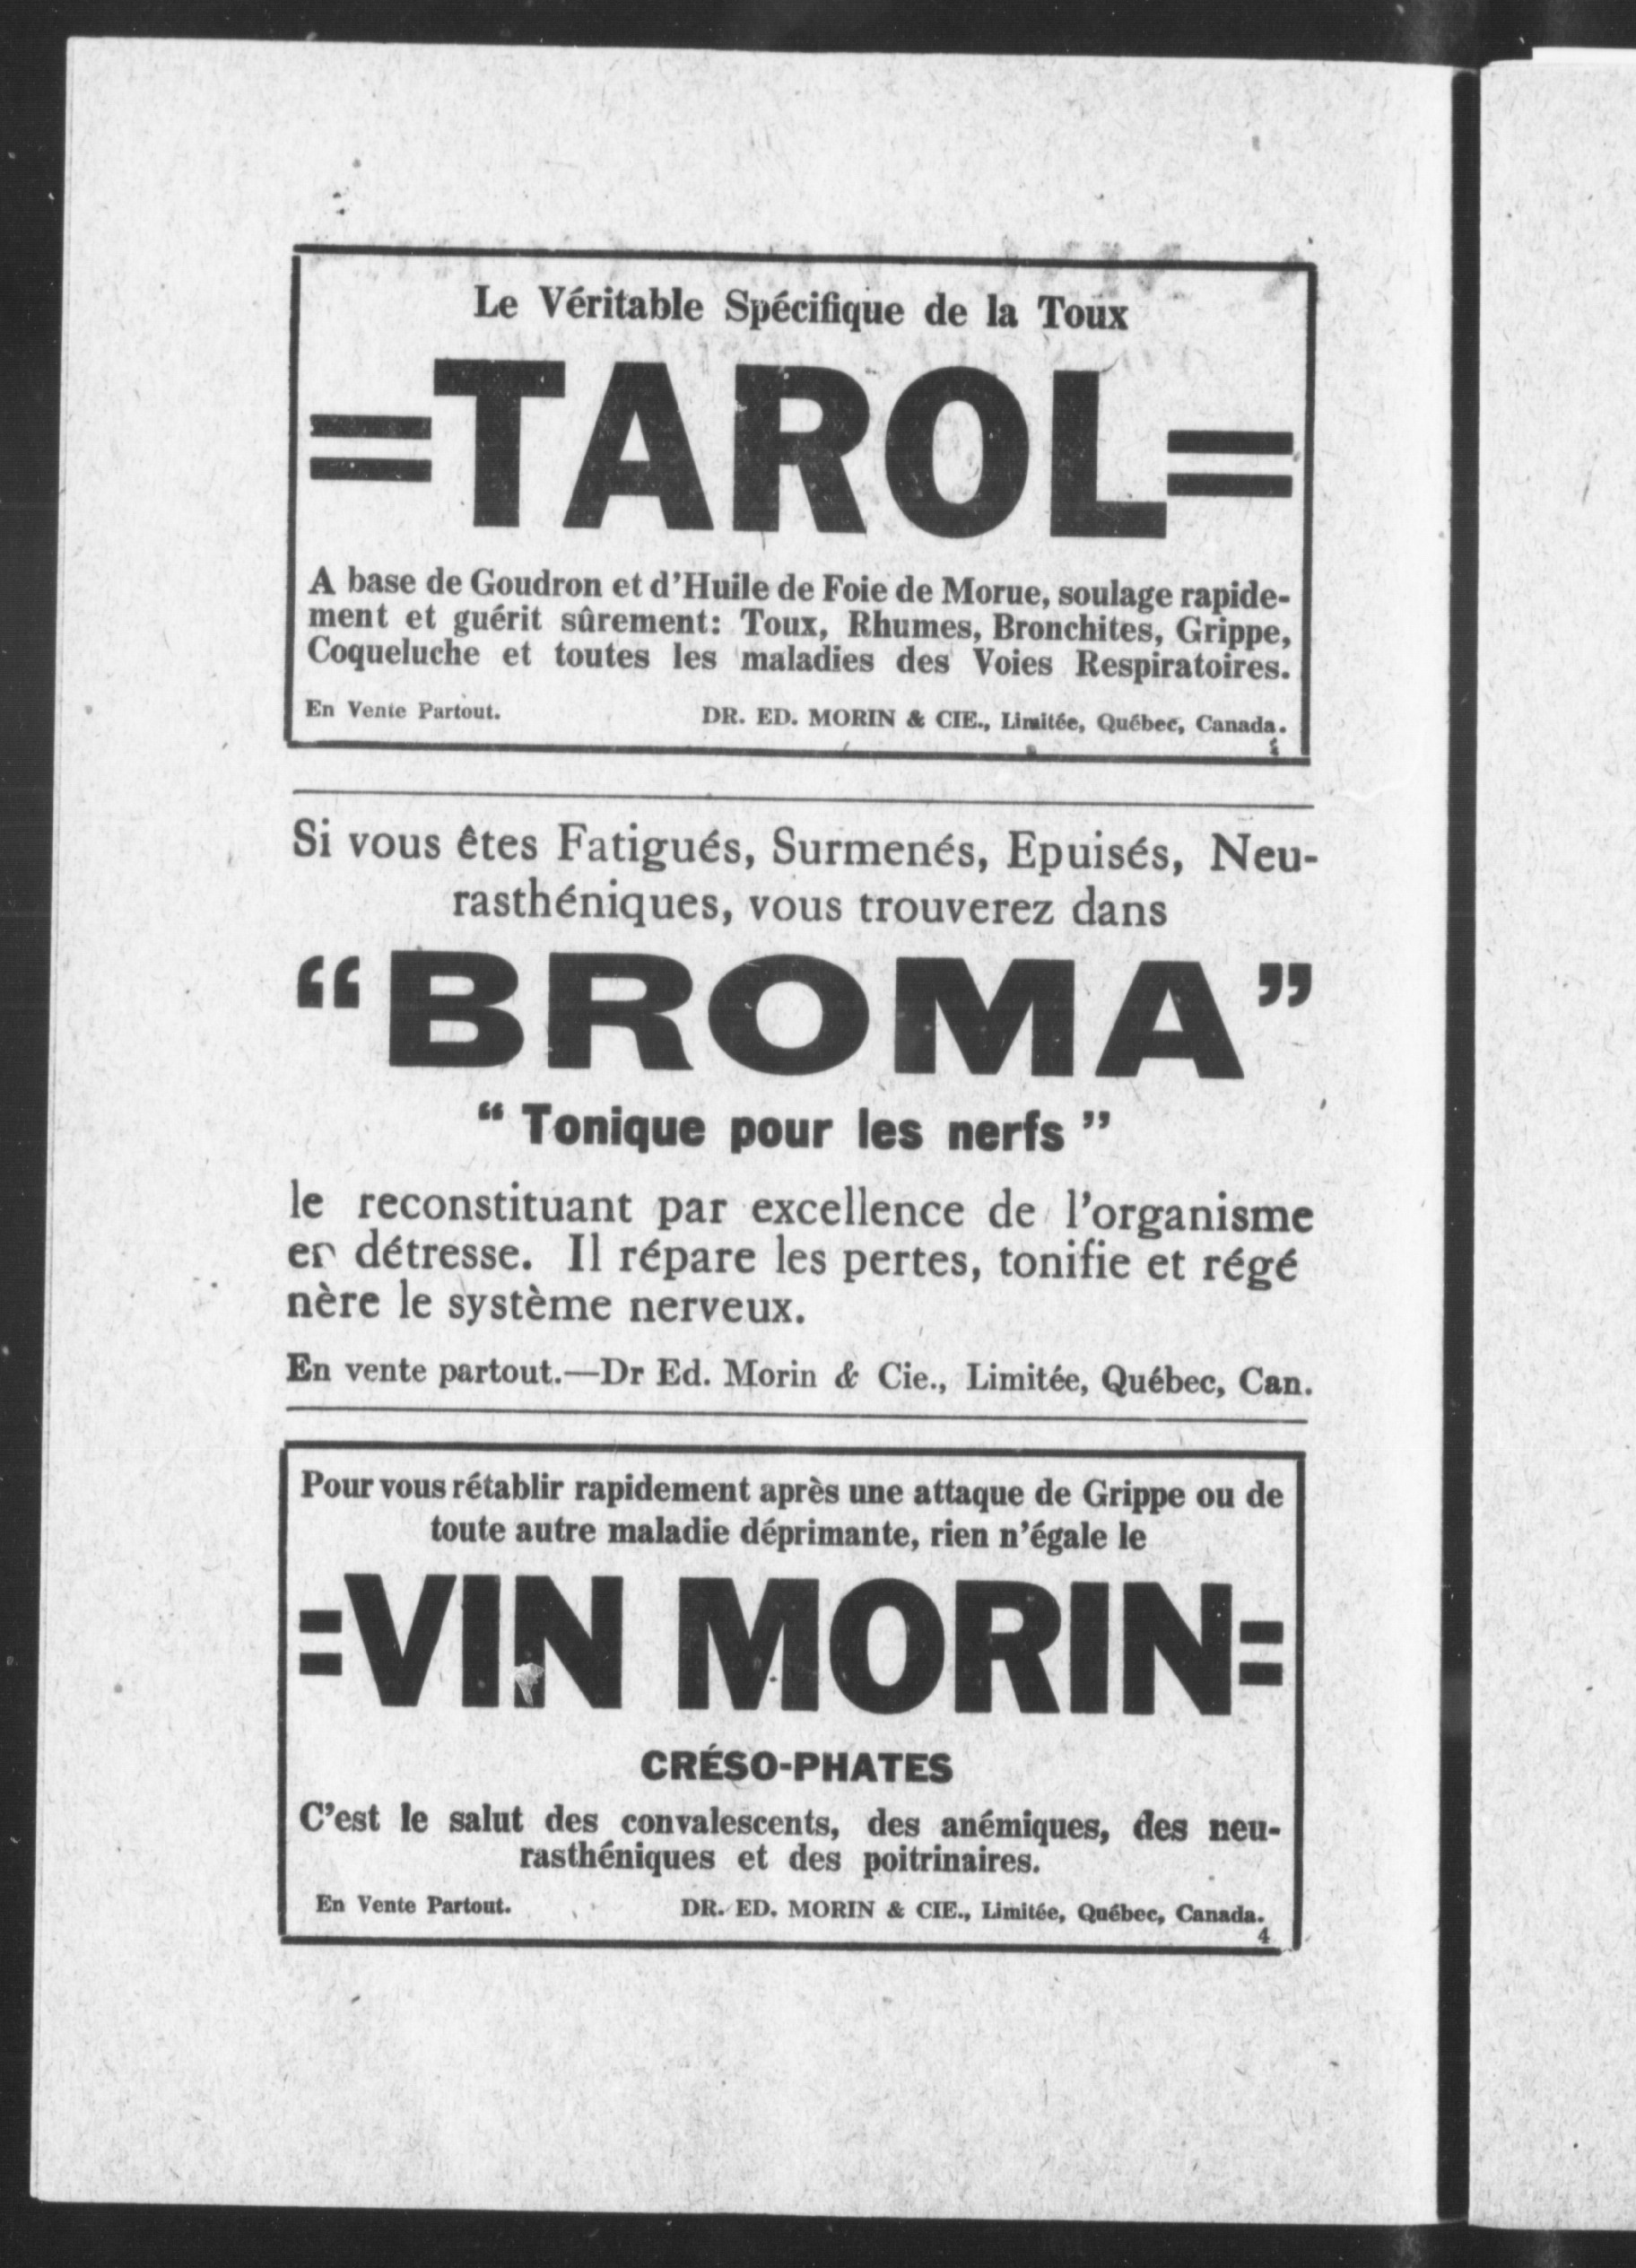 Le Véritable Spécifique de la Toux
=TAROL=
A base de Goudron et d'Huile de Foie de Morue, soulage rapide-
ment et guérit sûrement: Toux, Rhumes, Bronchites, Grippe,
Coqueluche et toutes les maladies des Voies Respiratoires.
En Vente Partout. DR. ED. MORIN & CIE., Limitée, Québec, Canada.
Si vous êtes Fatigués, Surmenés, Epuisés, Neu-
rasthéniques, vous trouverez dans
“BROMA”
“ Tonique pour les nerfs ”
le reconstituant par excellence de l'organisme
en détresse. Il répare les pertes, tonifie et régé
nère le système nerveux.
En vente partout.—Dr Ed. Morin & Cie., Limitée, Québec, Can.
Pour vous rétablir rapidement après une attaque de Grippe ou de
toute autre maladie déprimante, rien n'égale le
=VIN MORIN=
CRÉSO-PHATES
C'est le salut des convalescents, des anémiques, des neu-
rasthéniques et des poitrinaires.
En Vente Partout. DR. ED. MORIN & CIE., Limitée, Québec, Canada.
4